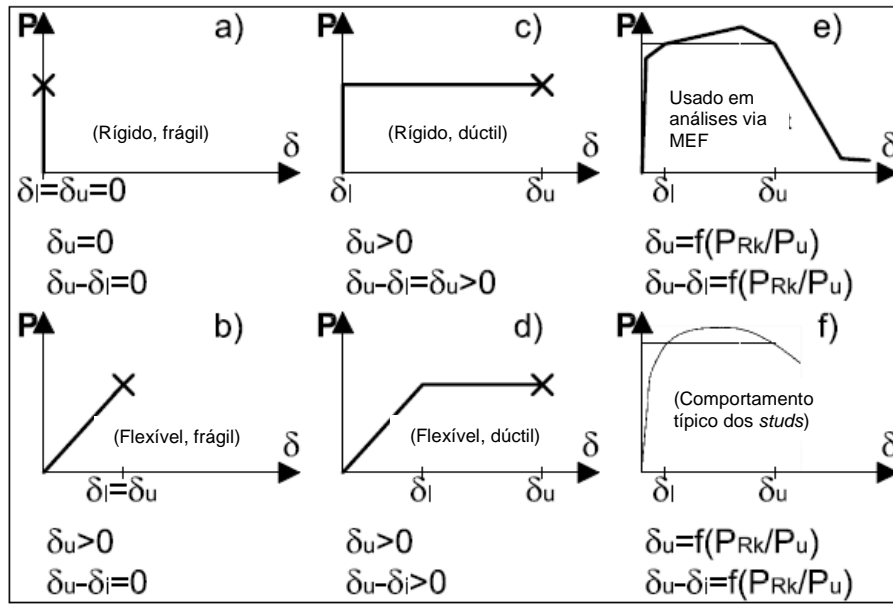 P
a)
(Rígido, frágil)
δ
δl=δu=0
δu=0
δu-δl=0
P
c)
(Rígido, dúctil)
δ
δl
δu
δu>0
δu-δl=δu>0
P
e)
Usado em
análises via
MEF
δ
δl
δu
δu=f(PRk/Pu)
δu-δl=f(PRk/Pu)
P
b)
(Flexível, frágil)
δ
δl=δu
δu>0
δu-δi=0
P
d)
(Flexível, dúctil)
δ
δl
δu
δu>0
δu-δi>0
P
f)
(Comportamento
típico dos studs)
δ
δl
δu
δu=f(PRk/Pu)
δu-δi=f(PRk/Pu)